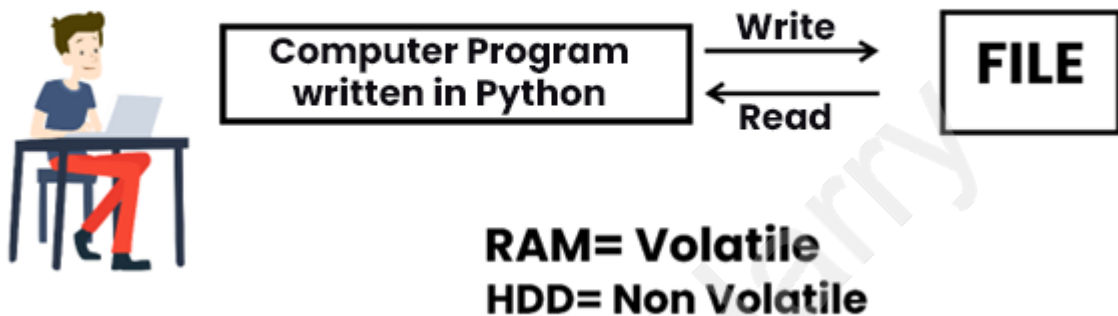 Computer Program
written in Python
Write
Read
FILE
RAM= Volatile
HDD= Non Volatile